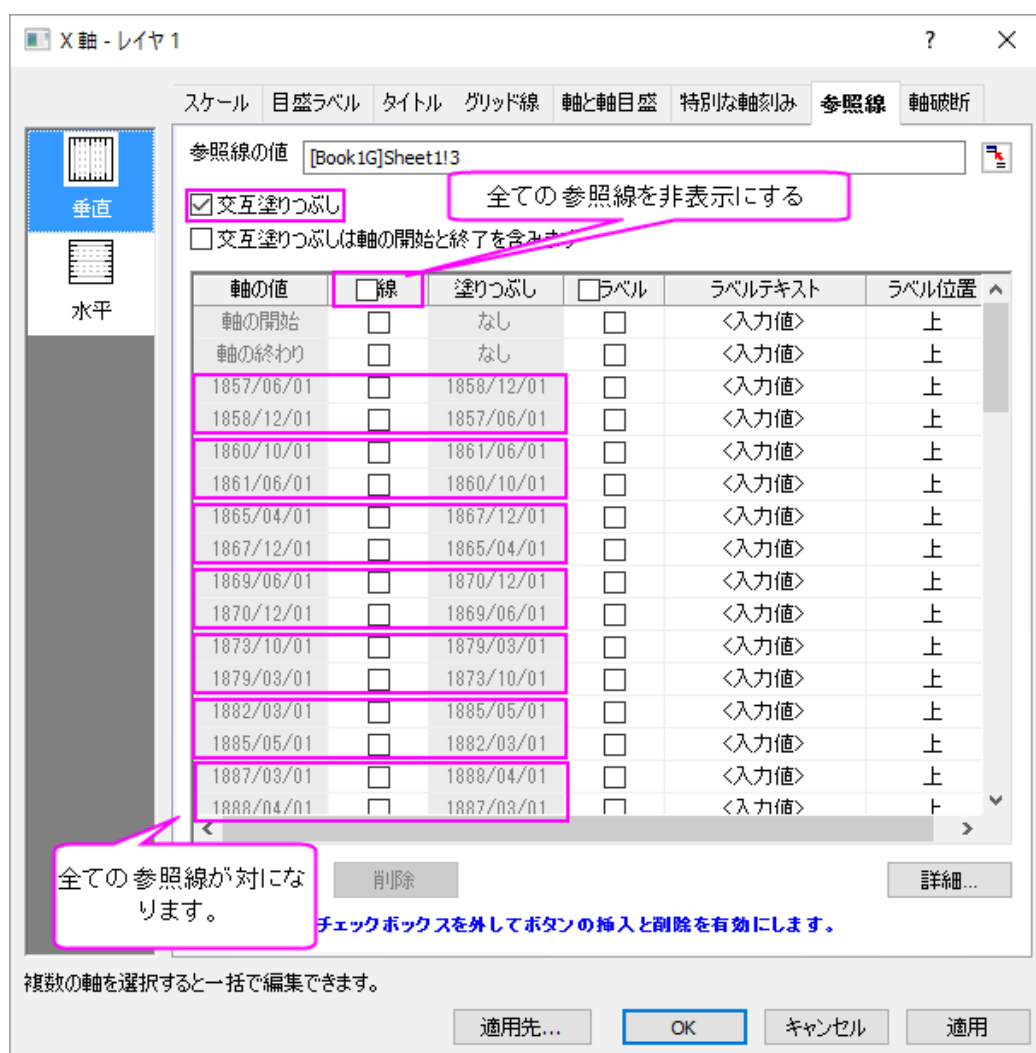 X 軸 - レイヤ 1
?
スケール 目盛ラベル タイトル グリッド線 軸と軸目盛 特別な軸刻み 参照線 軸破断
垂直
水平
参照線の値 [Book1G]Sheet1!3
全ての参照線を非表示にする
交互塗りつぶし
交互塗りつぶしは軸の開始と終了を含みます
軸の値 線 塗りつぶし ラベル ラベルテキスト ラベル位置
軸の開始 なし <入力値> 上
軸の終わり なし <入力値> 上
1857/06/01 1858/12/01 <入力値> 上
1858/12/01 1857/06/01 <入力値> 上
1860/10/01 1861/06/01 <入力値> 上
1861/06/01 1860/10/01 <入力値> 上
1865/04/01 1867/12/01 <入力値> 上
1867/12/01 1865/04/01 <入力値> 上
1869/06/01 1870/12/01 <入力値> 上
1870/12/01 1869/06/01 <入力値> 上
1873/10/01 1879/03/01 <入力値> 上
1879/03/01 1873/10/01 <入力値> 上
1882/03/01 1885/05/01 <入力値> 上
1885/05/01 1882/03/01 <入力値> 上
1887/03/01 1888/04/01 <入力値> 上
1888/04/01 1887/03/01 <入力値> 上
全ての参照線が対にな
ります。
削除 詳細...
チェックボックスを外してボタンの挿入と削除を有効にします。
複数の軸を選択すると一括で編集できます。
適用先... OK キャンセル 適用